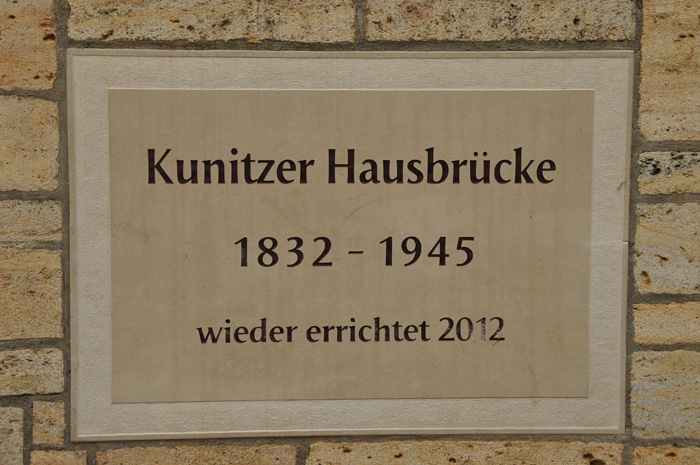 Kunitzer Hausbrücke
1832 - 1945
wieder errichtet 2012